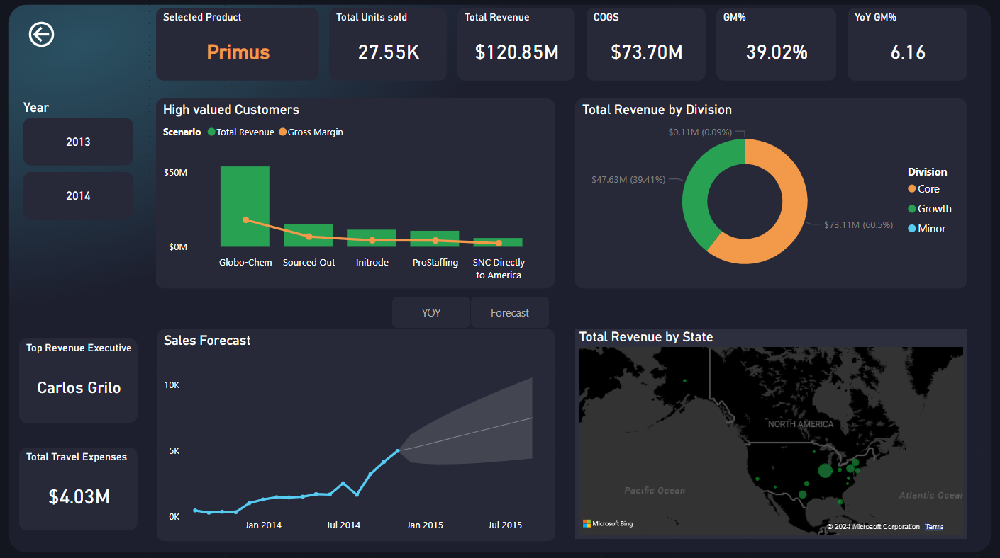 Selected Product
Primus
Total Units sold
27.55K
Total Revenue
$120.85M
COGS
$73.70M
GM%
39.02%
YoY GM%
6.16
Year
2013
2014
High valued Customers
Scenario Total Revenue Gross Margin
$50M
$0M
Globo-Chem
Sourced Out
Initrode
ProStaffing
SNC Directly
to America
Total Revenue by Division
$0.11M (0.09%)
$47.63M (39.41%)
$73.11M (60.5%)
Division
Core
Growth
Minor
YOY
Forecast
Top Revenue Executive
Carlos Grilo
Total Travel Expenses
$4.03M
Sales Forecast
10K
5K
0K
Jan 2014
Jul 2014
Jan 2015
Jul 2015
Total Revenue by State
NORTH AMERICA
Pacific Ocean
Atlantic Ocean
Microsoft Bing
© 2024 Microsoft Corporation Terms